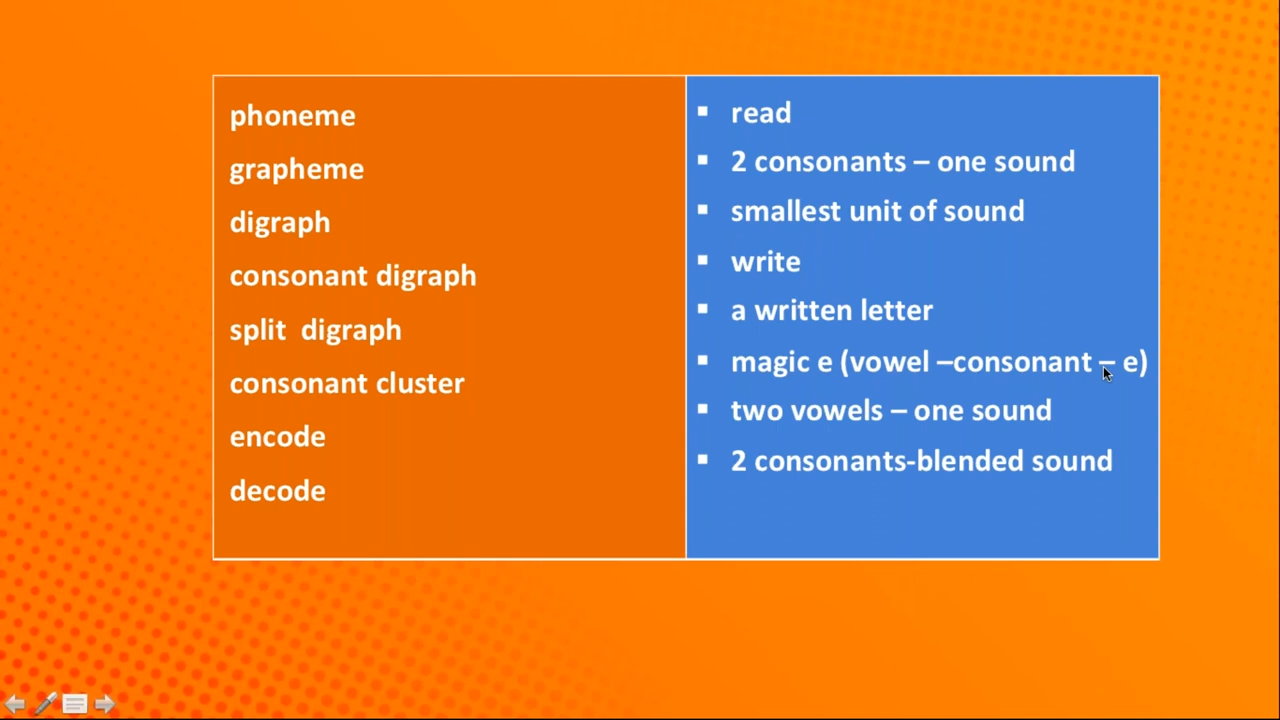 phoneme
grapheme
digraph
consonant digraph
split digraph
consonant cluster
encode
decode
▪ read
▪ 2 consonants – one sound
▪ smallest unit of sound
▪ write
▪ a written letter
▪ magic e (vowel –consonant – e)
▪ two vowels – one sound
▪ 2 consonants-blended sound